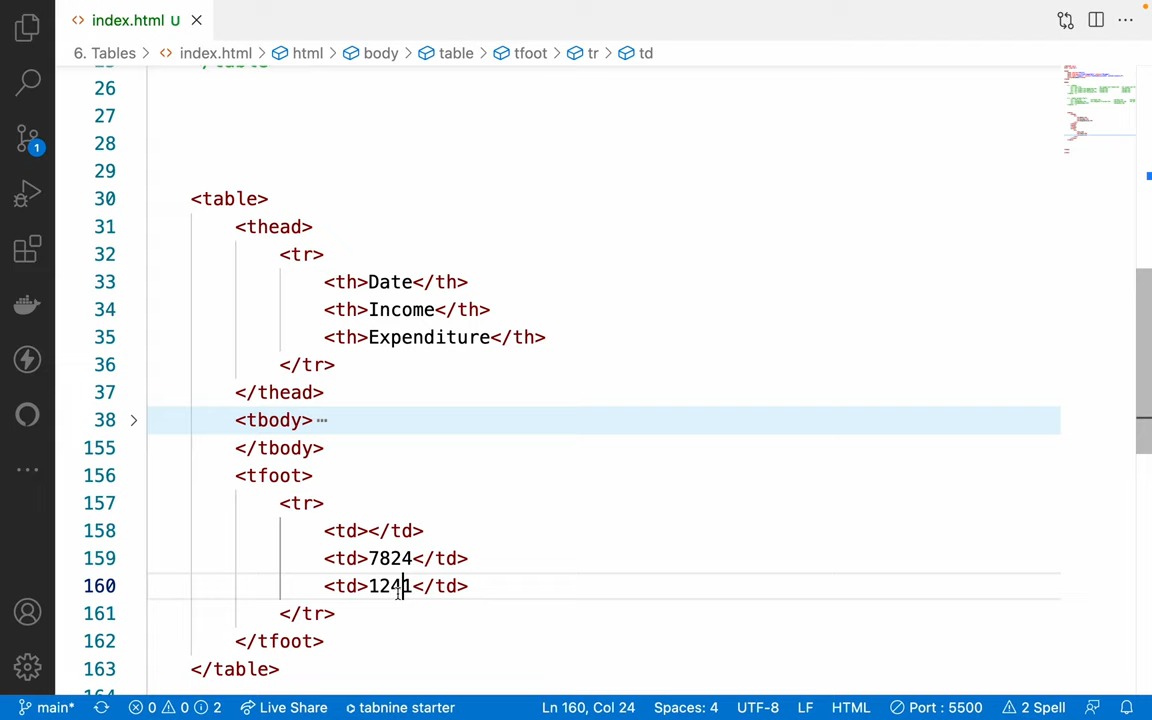 index.html U
6. Tables > index.html > html > body > table > tfoot > tr > td
26
27
28
29
30 <table>
31 <thead>
32 <tr>
33 <th>Date</th>
34 <th>Income</th>
35 <th>Expenditure</th>
36 </tr>
37 </thead>
38 <tbody>…
155 </tbody>
156 <tfoot>
157 <tr>
158 <td></td>
159 <td>7824</td>
160 <td>1241</td>
161 </tr>
162 </tfoot>
163 </table>
1
main* 0 0 2 Live Share tabnine starter Ln 160, Col 24 Spaces: 4 UTF-8 LF HTML Port : 5500 2 Spell